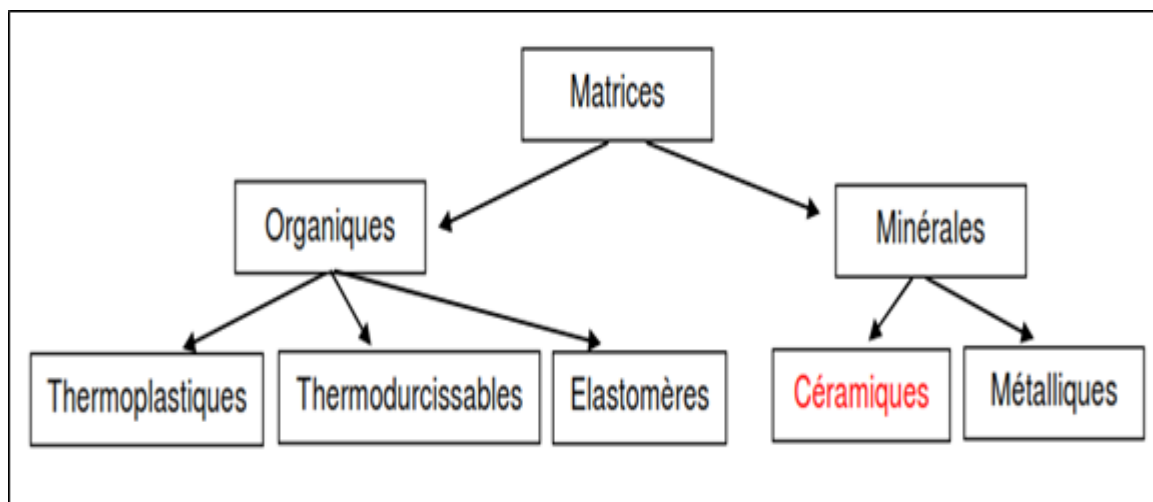 Matrices
Organiques
Minérales
Thermoplastiques
Thermodurcissables
Elastomères
Céramiques
Métalliques